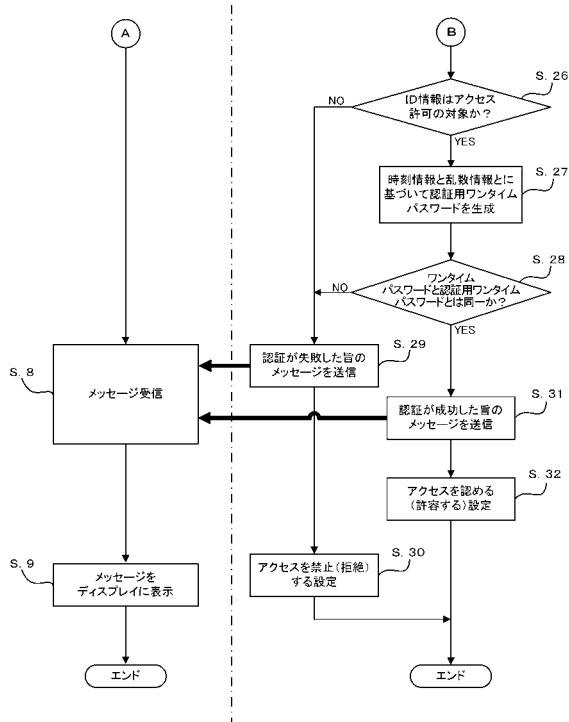 A
B
S. 26
ID情報はアクセス
許可の対象か？
NO
YES
S. 27
時刻情報と乱数情報とに
基づいて認証用ワンタイム
パスワードを生成
S. 28
ワンタイム
パスワードと認証用ワンタイム
パスワードとは同一か？
NO
YES
S. 29
認証が失敗した旨の
メッセージを送信
S. 8
メッセージ受信
S. 31
認証が成功した旨の
メッセージを送信
S. 32
アクセスを認める
（許容する）設定
S. 30
アクセスを禁止（拒絶）
する設定
S. 9
メッセージを
ディスプレイに表示
エンド
エンド